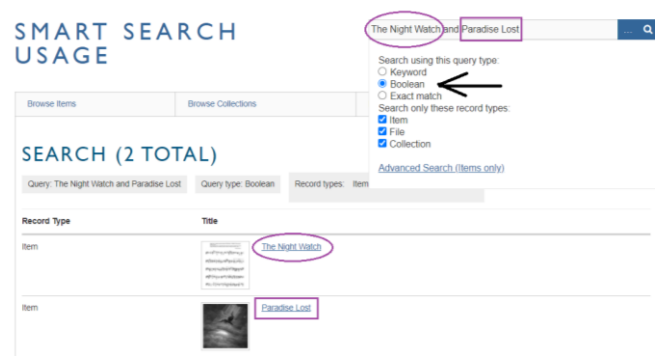 SMART SEARCH
USAGE
The Night Watch and Paradise Lost
...
Search using this query type:
Keyword
Boolean
Exact match
Search only these record types:
Item
File
Collection
Advanced Search (Items only)
Browse Items
Browse Collections
SEARCH (2 TOTAL)
Query: The Night Watch and Paradise Lost
Query type: Boolean
Record types: Item
Record Type
Title
Item
The Night Watch
Item
Paradise Lost